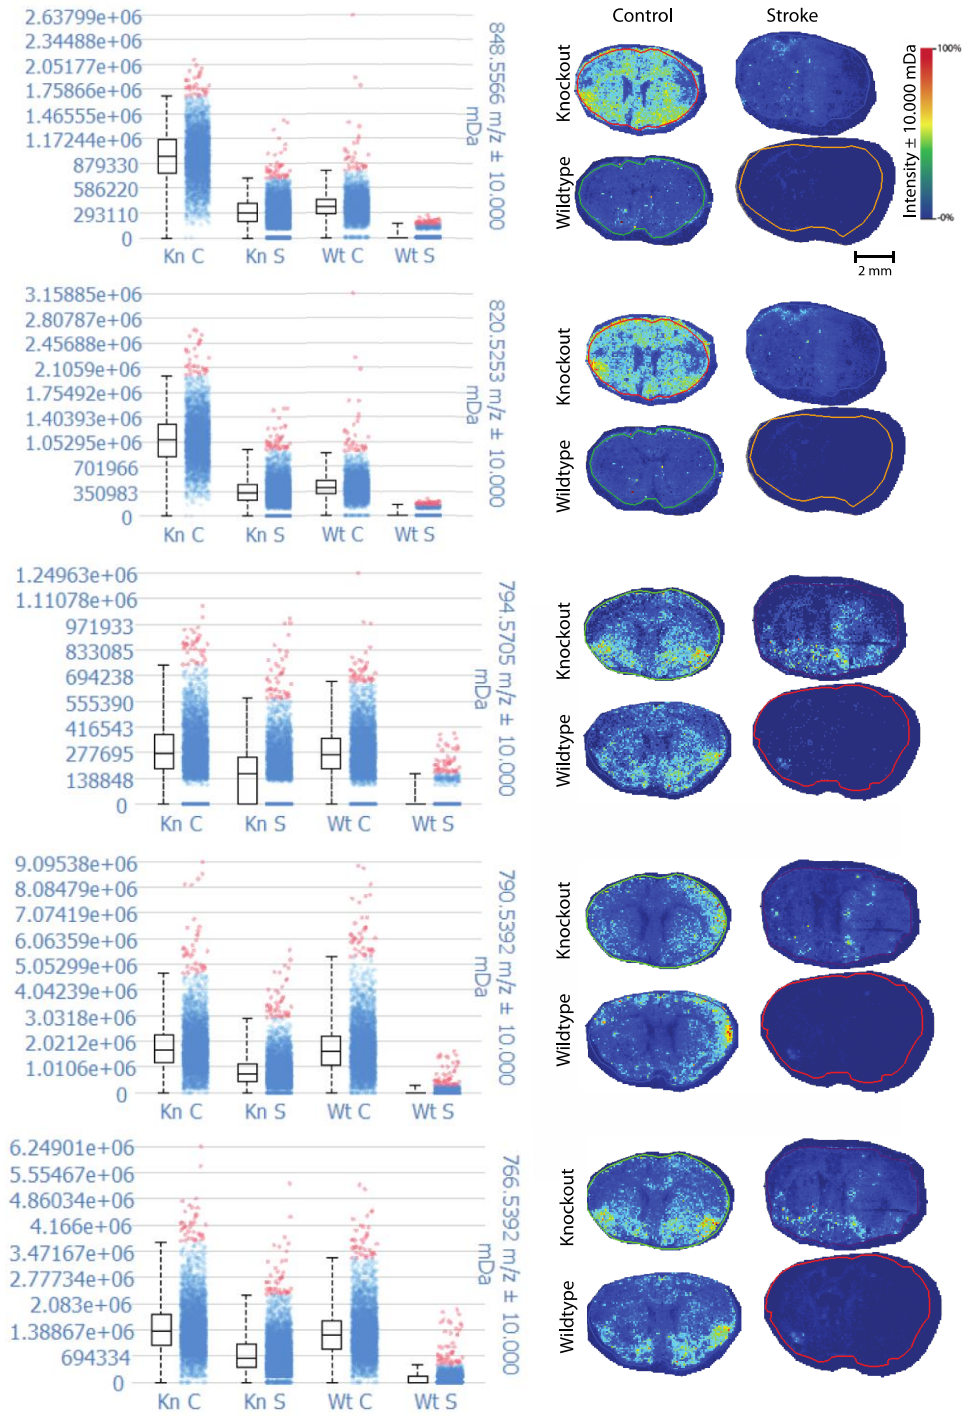 Control Stroke
2.63799e+06
2.34488e+06
2.05177e+06
1.75866e+06
1.46555e+06
1.17244e+06
879330
586220
293110
0
Kn C Kn S Wt C Wt S
848.5566 m/z ± 10.000
mDa
Knockout
Wildtype
Intensity ± 10.000 mDa
100%
-0%
2 mm
3.15885e+06
2.80787e+06
2.45688e+06
2.1059e+06
1.75492e+06
1.40393e+06
1.05295e+06
701966
350983
0
Kn C Kn S Wt C Wt S
820.5253 m/z ± 10.000
mDa
Knockout
Wildtype
1.24963e+06
1.11078e+06
971933
833085
694238
555390
416543
277695
138848
0
Kn C Kn S Wt C Wt S
794.5705 m/z ± 10.000
mDa
Knockout
Wildtype
9.09538e+06
8.08479e+06
7.07419e+06
6.06359e+06
5.05299e+06
4.04239e+06
3.0318e+06
2.0212e+06
1.0106e+06
0
Kn C Kn S Wt C Wt S
790.5392 m/z ± 10.000
mDa
Knockout
Wildtype
6.24901e+06
5.55467e+06
4.86034e+06
4.166e+06
3.47167e+06
2.77734e+06
2.083e+06
1.38867e+06
694334
0
Kn C Kn S Wt C Wt S
766.5392 m/z ± 10.000
mDa
Knockout
Wildtype